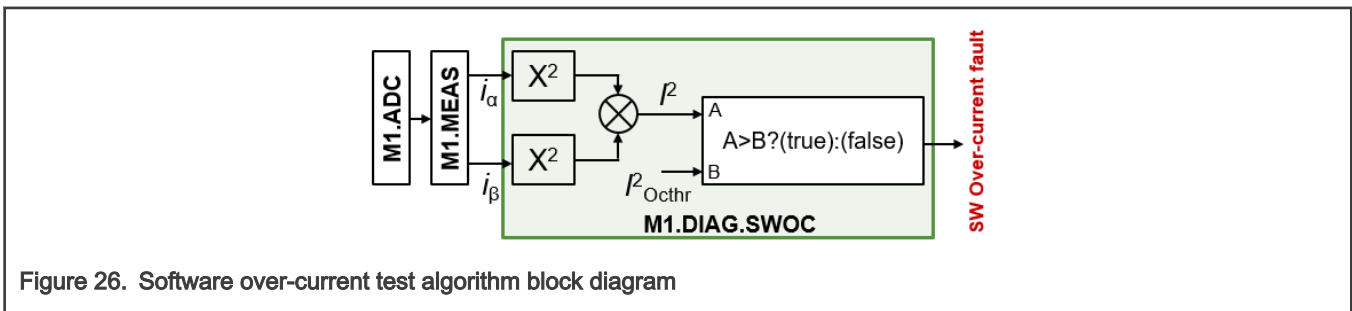 M1.ADC
M1.MEAS
iα
iβ
X²
X²
I²
I²Octhr
A
A>B?(true):(false)
B
M1.DIAG.SWOC
SW Over-current fault
Figure 26. Software over-current test algorithm block diagram